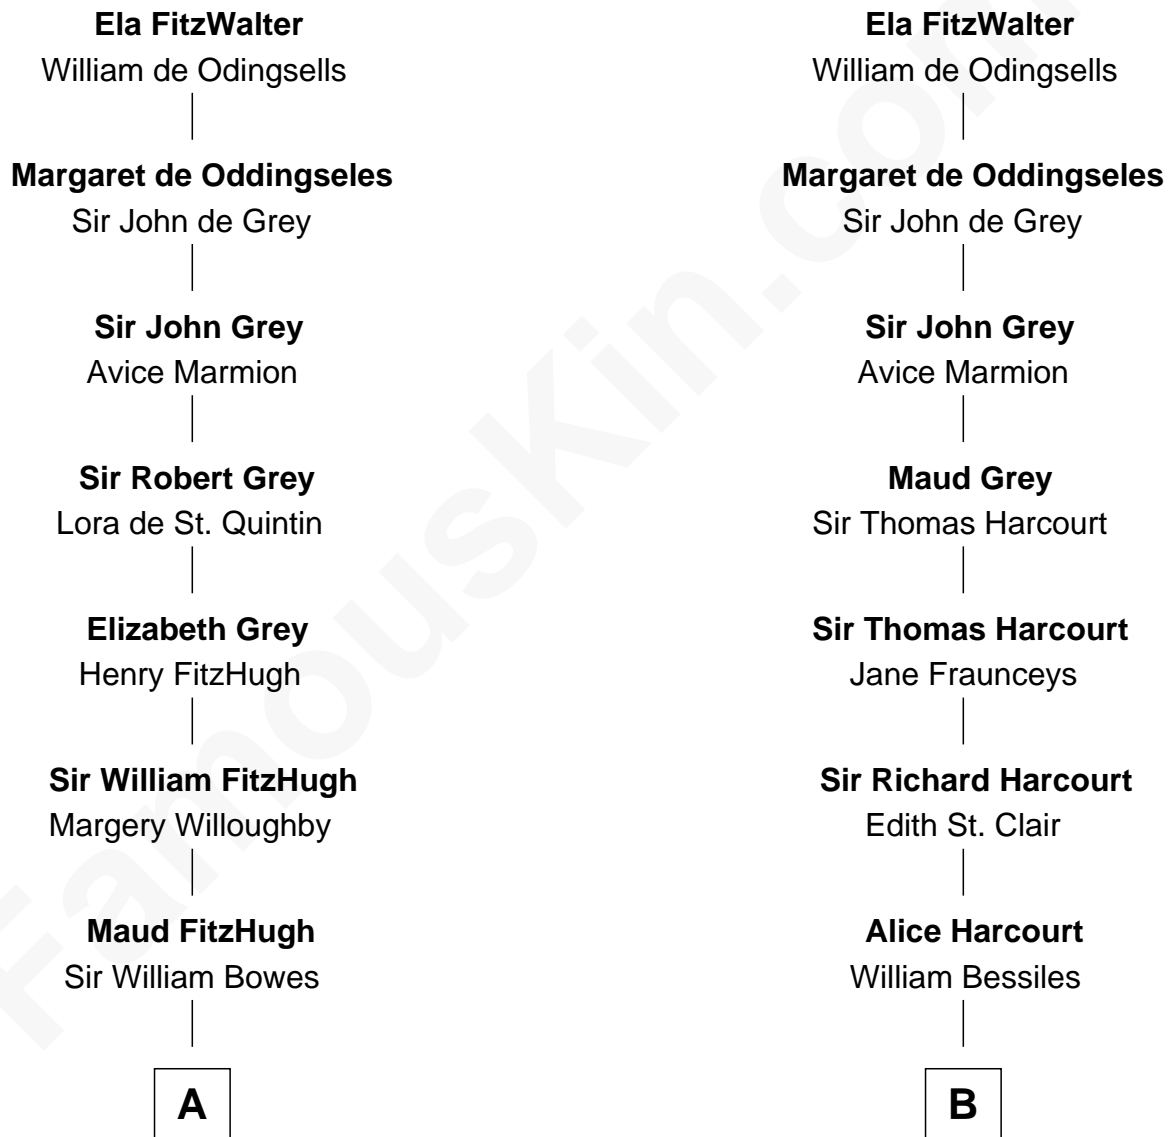 Ela FitzWalter
William de Odingsells
Margaret de Oddingseles
Sir John de Grey
Sir John Grey
Avice Marmion
Sir Robert Grey
Lora de St. Quintin
Elizabeth Grey
Henry FitzHugh
Sir William FitzHugh
Margery Willoughby
Maud FitzHugh
Sir William Bowes
A
Ela FitzWalter
William de Odingsells
Margaret de Oddingseles
Sir John de Grey
Sir John Grey
Avice Marmion
Maud Grey
Sir Thomas Harcourt
Sir Thomas Harcourt
Jane Fraunceys
Sir Richard Harcourt
Edith St. Clair
Alice Harcourt
William Bessiles
B
FamousKin.com